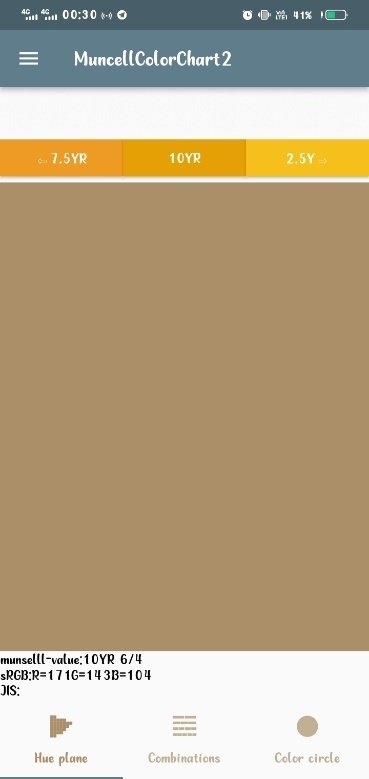 4G 4G 00:30 41%
MuncellColorChart2
⇦ 7.5YR 10YR 2.5Y ⇨
munselll-value:10YR 6/4
sRGB:R=171G=143B=104
JIS:
Hue plane Combinations Color circle